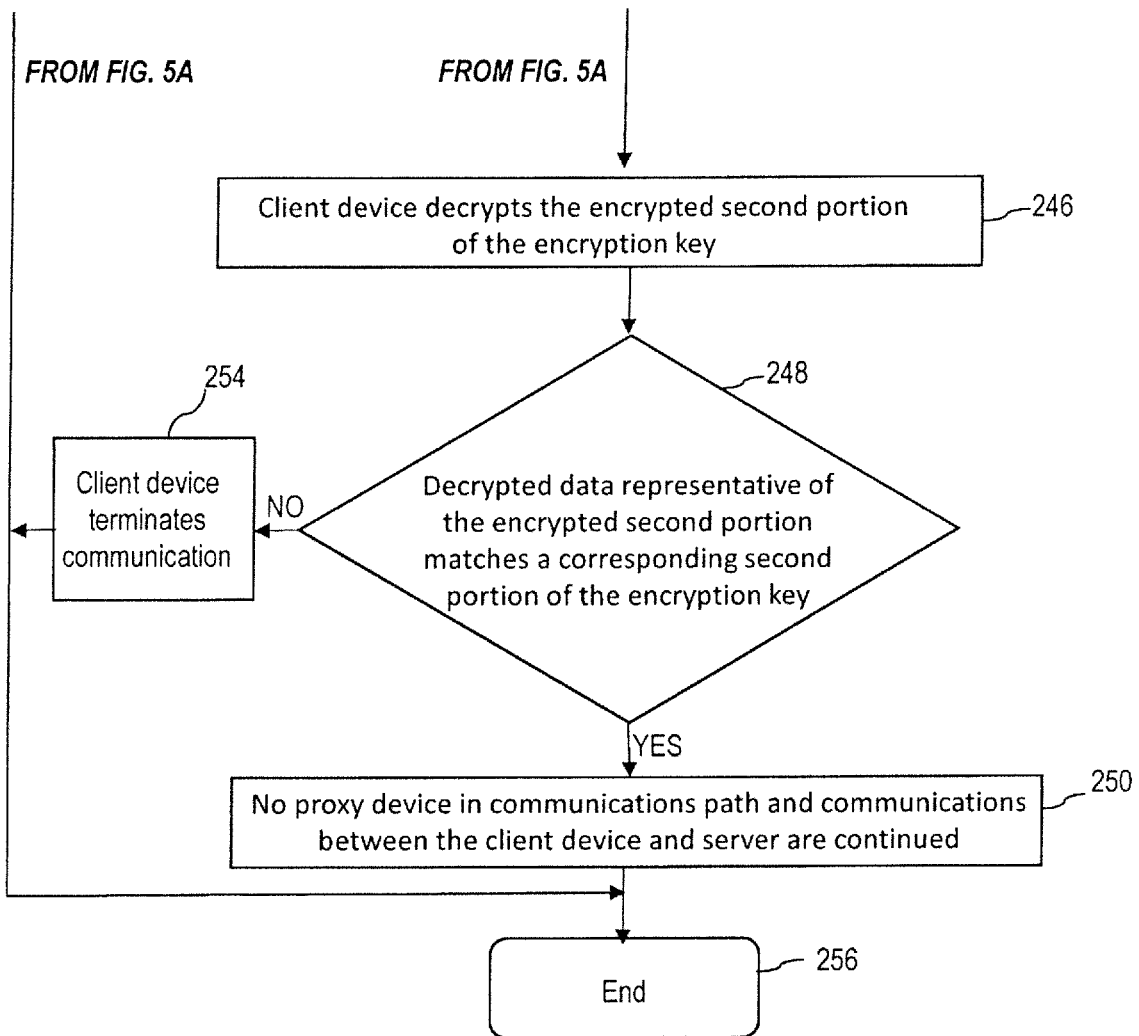 FROM FIG. 5A
FROM FIG. 5A
Client device decrypts the encrypted second portion
of the encryption key
246
248
254
Client device
terminates
communication
NO
Decrypted data representative of
the encrypted second portion
matches a corresponding second
portion of the encryption key
YES
No proxy device in communications path and communications
between the client device and server are continued
250
End
256